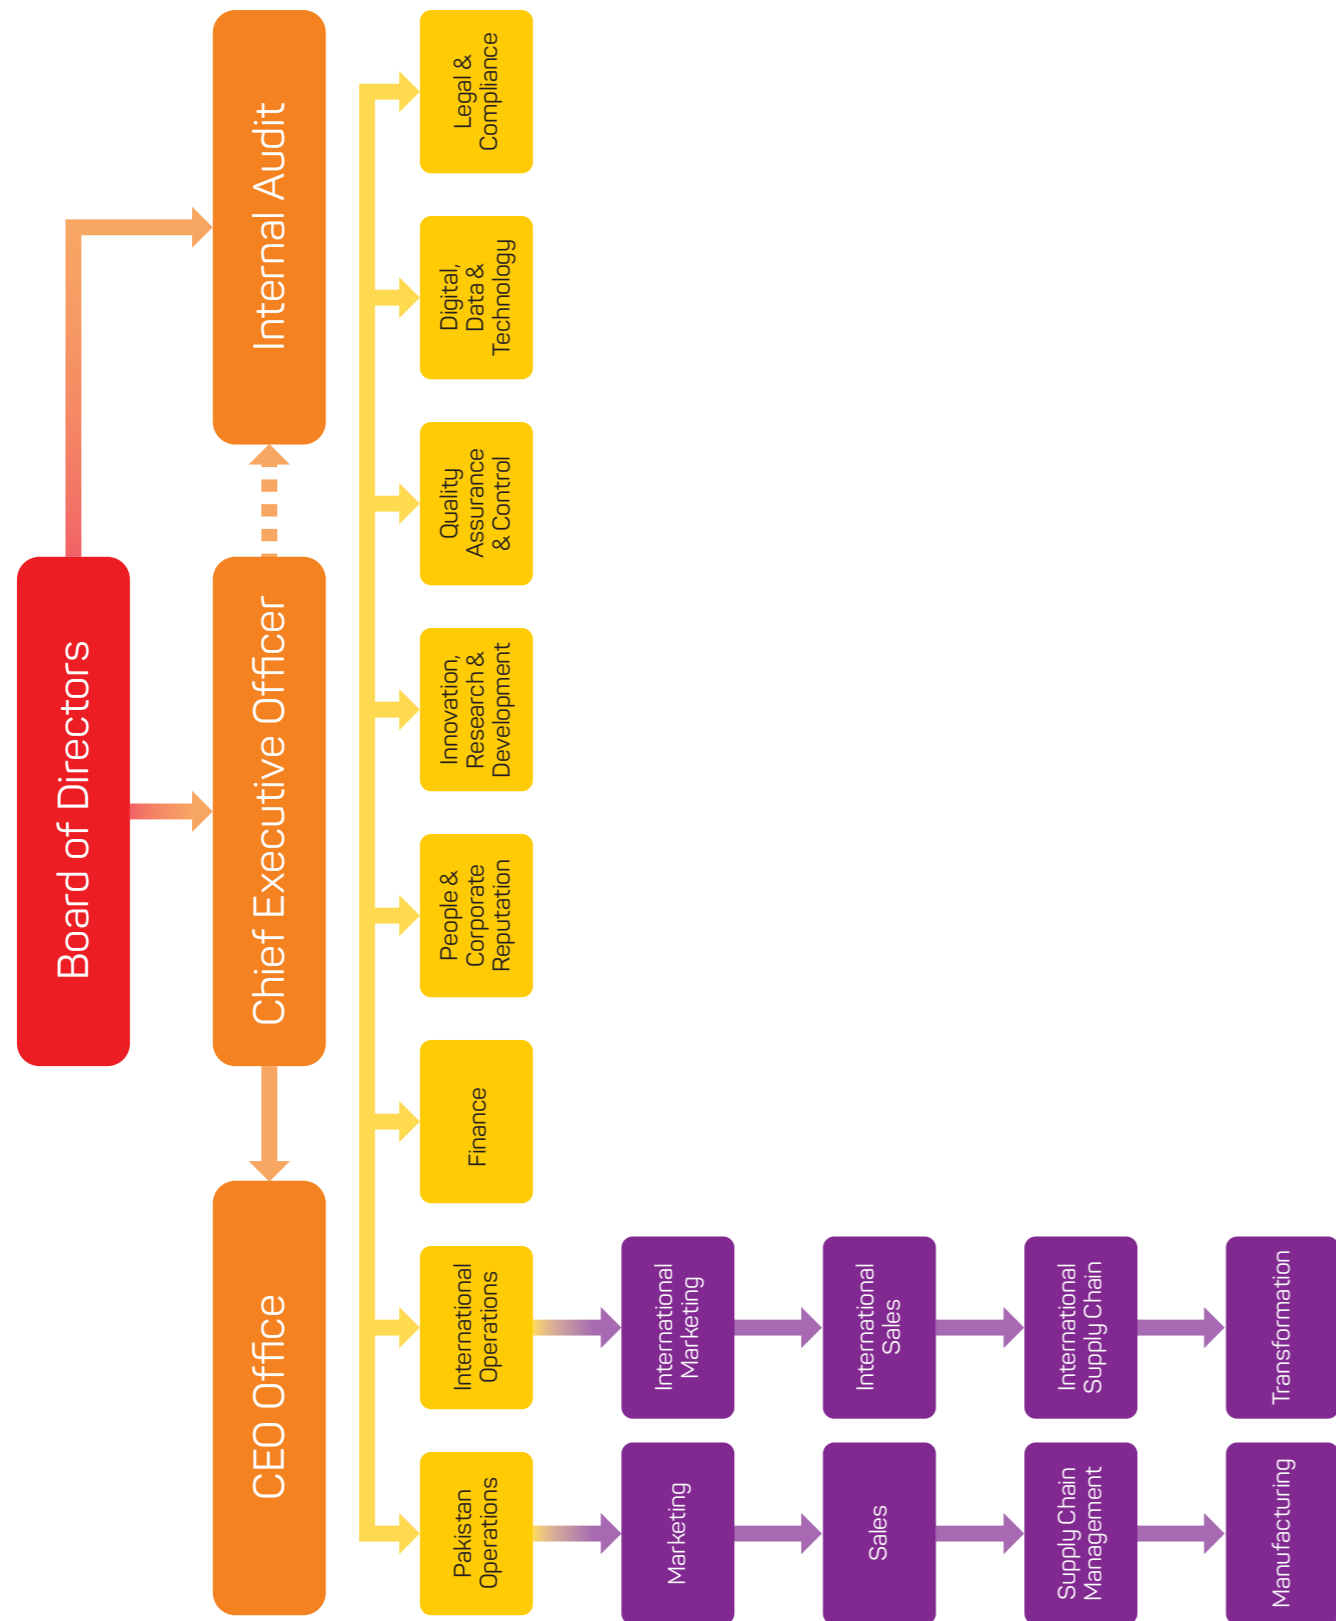 Board of Directors
CEO Office
Chief Executive Officer
Internal Audit
Pakistan
Operations
International
Operations
Finance
People &
Corporate
Reputation
Innovation,
Research &
Development
Quality
Assurance
& Control
Digital,
Data &
Technology
Legal &
Compliance
Marketing
International
Marketing
Sales
International
Sales
Supply Chain
Management
International
Supply Chain
Manufacturing
Transformation